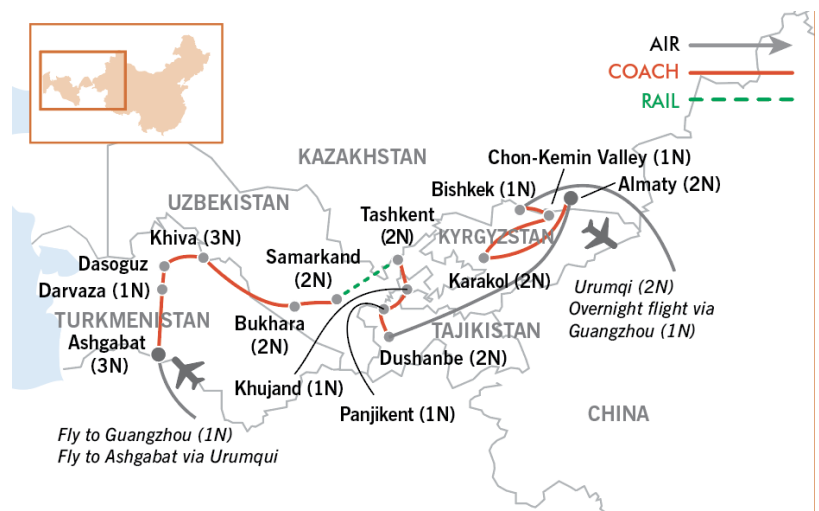 AIR
COACH
RAIL
KAZAKHSTAN
Chon-Kemin Valley (1N)
Bishkek (1N)
Almaty (2N)
UZBEKISTAN
Tashkent
(2N)
KYRGYZSTAN
Khiva (3N)
Samarkand
(2N)
Dasoguz
Darvaza (1N)
Karakol (2N)
Urumqi (2N)
Overnight flight via
Guangzhou (1N)
TURKMENISTAN
Bukhara
(2N)
TAJIKISTAN
Ashgabat
(3N)
Dushanbe (2N)
Khujand (1N)
Panjikent (1N)
CHINA
Fly to Guangzhou (1N)
Fly to Ashgabat via Urumqui